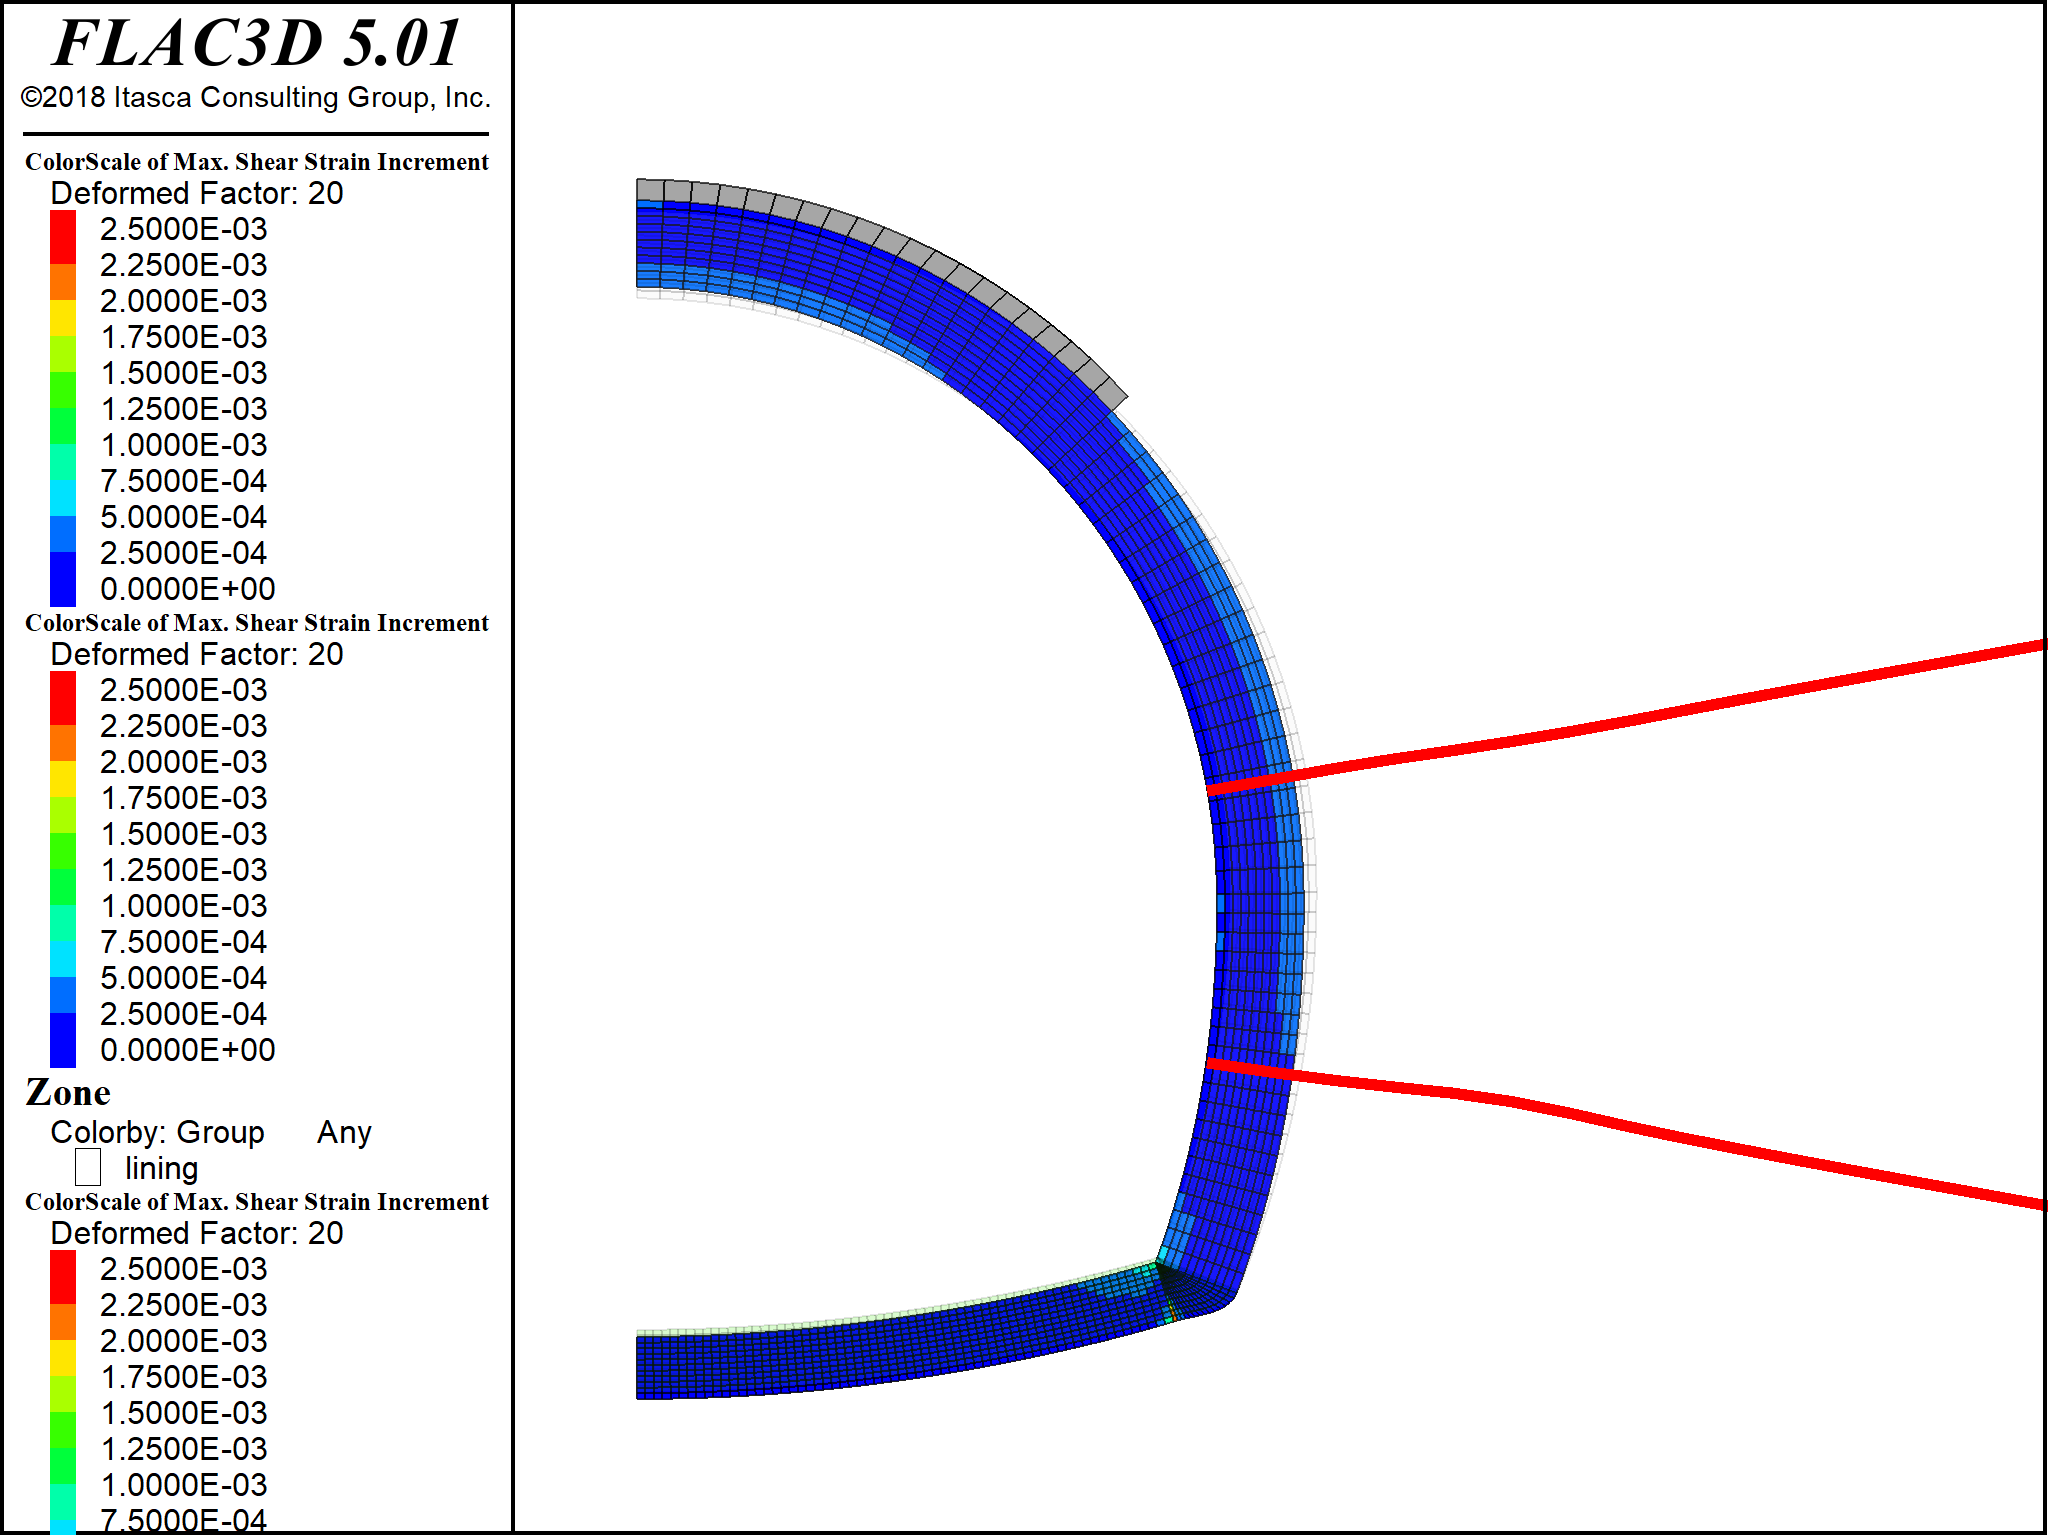 FLAC3D 5.01
©2018 Itasca Consulting Group, Inc.
ColorScale of Max. Shear Strain Increment
Deformed Factor: 20
2.5000E-03
2.2500E-03
2.0000E-03
1.7500E-03
1.5000E-03
1.2500E-03
1.0000E-03
7.5000E-04
5.0000E-04
2.5000E-04
0.0000E+00
ColorScale of Max. Shear Strain Increment
Deformed Factor: 20
2.5000E-03
2.2500E-03
2.0000E-03
1.7500E-03
1.5000E-03
1.2500E-03
1.0000E-03
7.5000E-04
5.0000E-04
2.5000E-04
0.0000E+00
Zone
Colorby: Group Any
lining
ColorScale of Max. Shear Strain Increment
Deformed Factor: 20
2.5000E-03
2.2500E-03
2.0000E-03
1.7500E-03
1.5000E-03
1.2500E-03
1.0000E-03
7.5000E-04